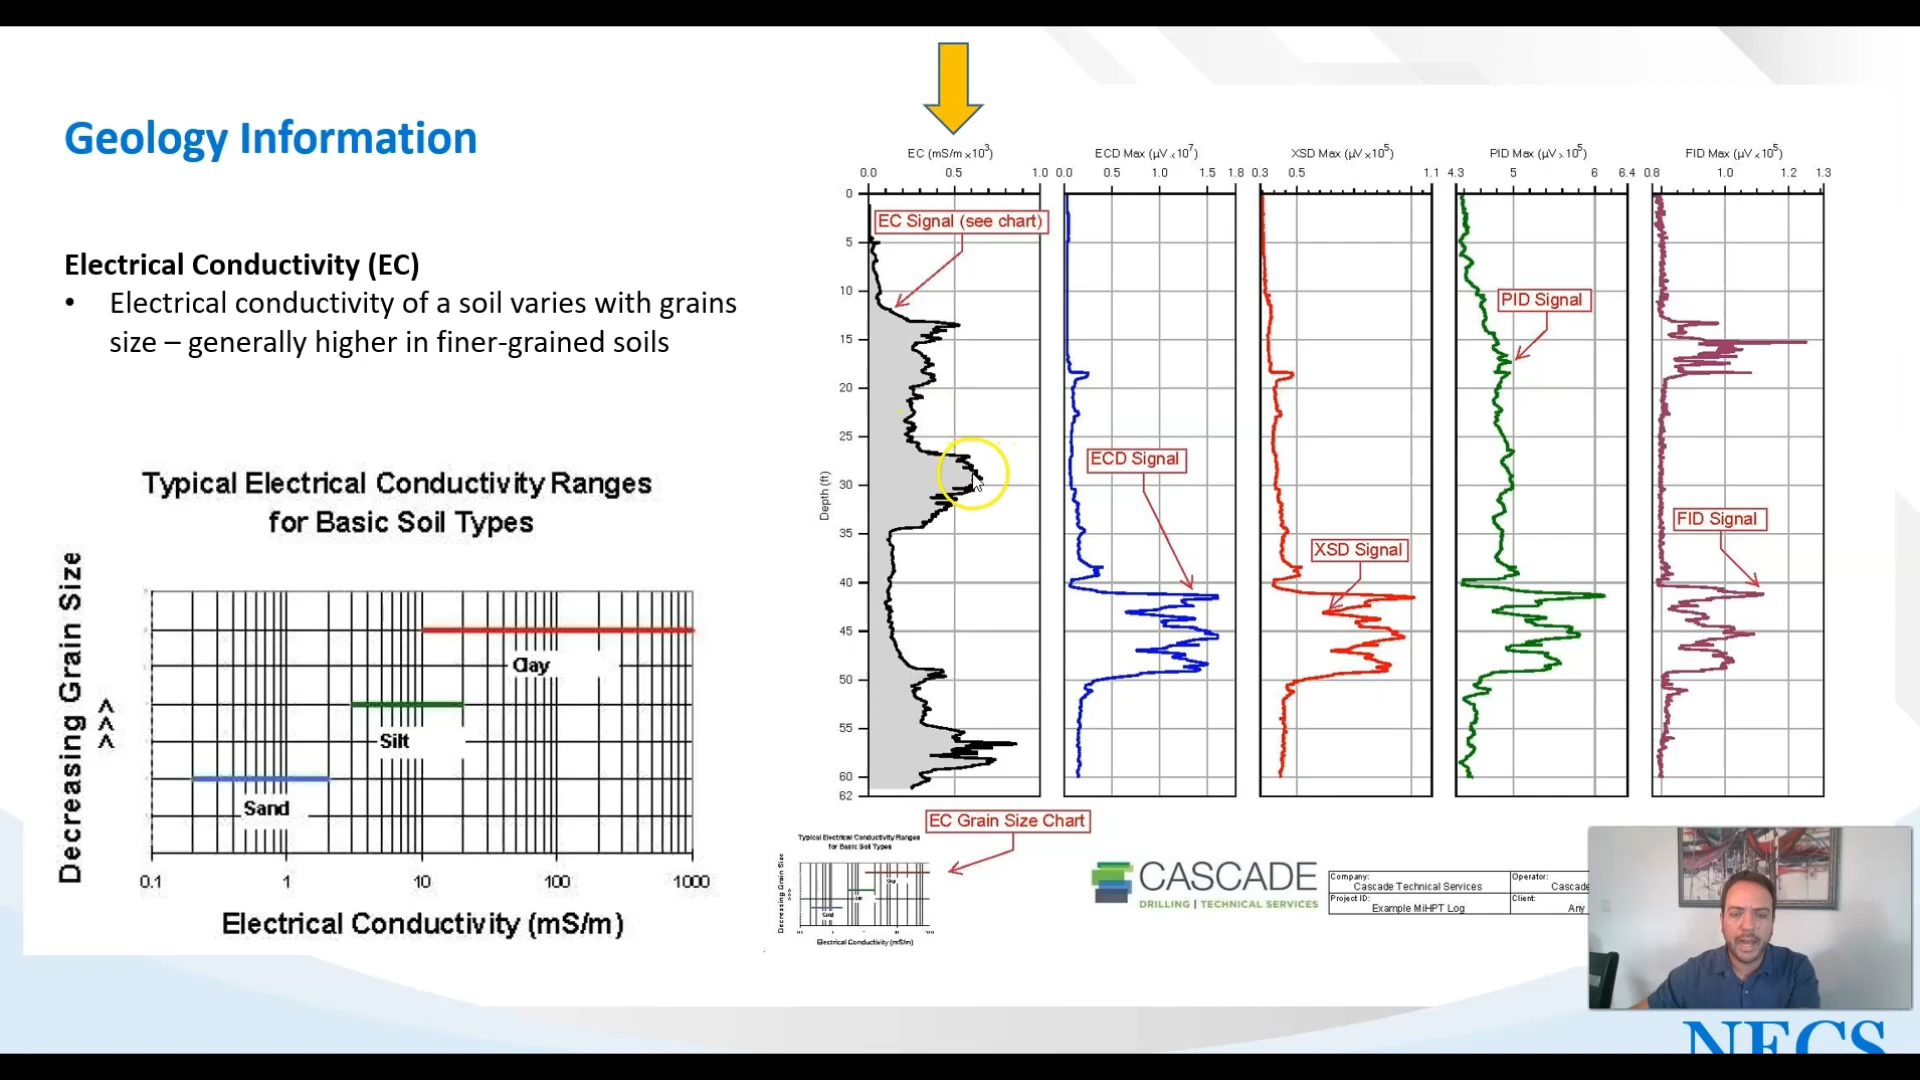 Geology Information
Electrical Conductivity (EC)
• Electrical conductivity of a soil varies with grains
size – generally higher in finer-grained soils
Typical Electrical Conductivity Ranges
for Basic Soil Types
Decreasing Grain Size
>>>
Clay
Silt
Sand
0.1 1 10 100 1000
Electrical Conductivity (mS/m)
EC (mS/m x10³)
0.0 0.5 1.0
ECD Max (µV x10⁷)
0.0 0.5 1.0 1.5 1.8
XSD Max (µV x10⁵)
0.3 0.5 1.1
PID Max (µV x10⁵)
4.3 5 6 6.4
FID Max (µV x10⁵)
0.8 1.0 1.2 1.3
Depth (ft)
0
5
10
15
20
25
30
35
40
45
50
55
60
62
EC Signal (see chart)
PID Signal
ECD Signal
FID Signal
XSD Signal
EC Grain Size Chart
Typical Electrical Conductivity Ranges
for Basic Soil Types
Decreasing Grain Size
Sand
Electrical Conductivity (mS/m)
CASCADE
DRILLING | TECHNICAL SERVICES
Company:
Cascade Technical Services
Operator:
Cascade
Project ID:
Example MiHPT Log
Client:
Any
NECS